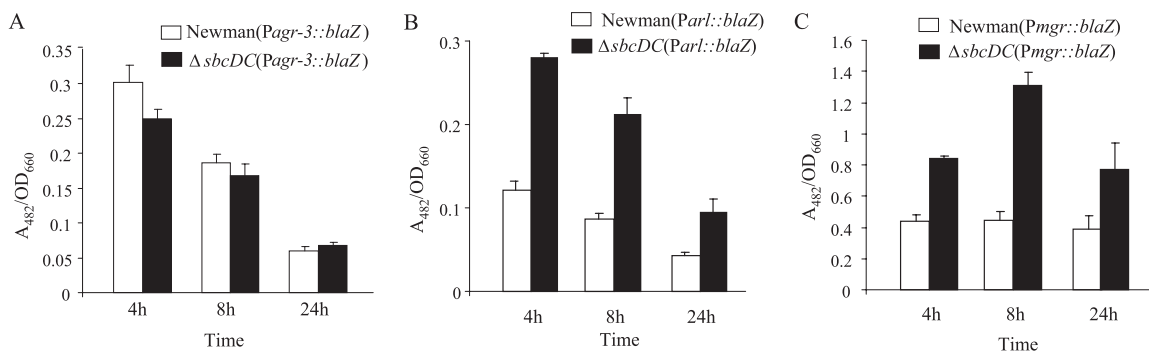 A
Newman(Pagr-3::blaZ)
ΔsbcDC(Pagr-3::blaZ)
0.35
0.3
0.25
0.2
0.15
0.1
0.05
0
A482/OD660
4h
8h
24h
Time
B
Newman(Parl::blaZ)
ΔsbcDC(Parl::blaZ)
0.3
0.2
0.1
0
A482/OD660
4h
8h
24h
Time
C
Newman(Pmgr::blaZ)
ΔsbcDC(Pmgr::blaZ)
1.6
1.4
1.2
1
0.8
0.6
0.4
0.2
0
A482/OD660
4h
8h
24h
Time